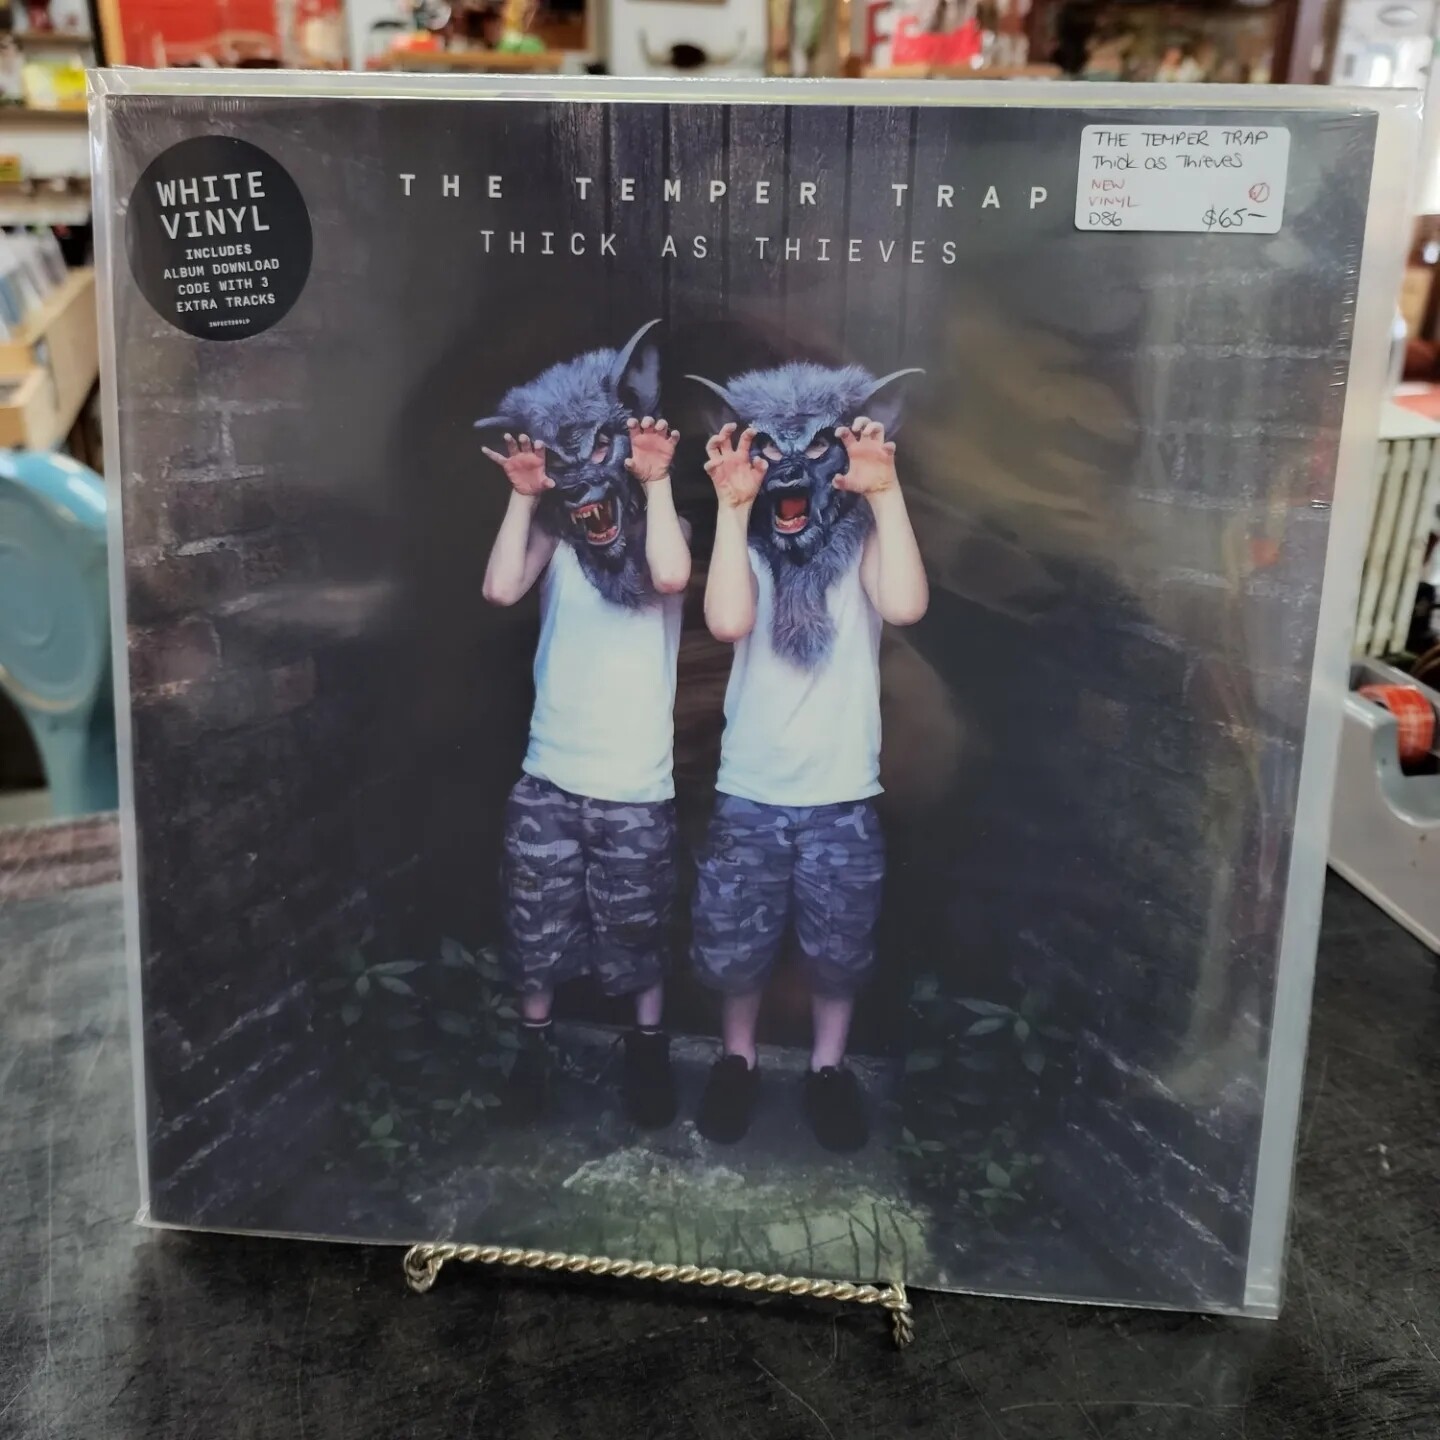 WHITE
VINYL
INCLUDES
ALBUM DOWNLOAD
CODE WITH 3
EXTRA TRACKS
THE TEMPER TRAP
THICK AS THIEVES
THE TEMPER TRAP
Thick as Thieves
NEW
VINYL
D86 $65-